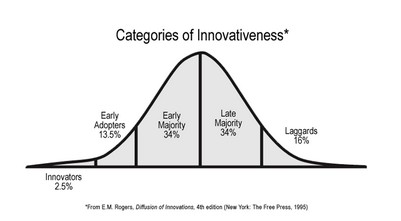 Categories of Innovativeness*
Early
Adopters
13.5%
Early
Majority
34%
Late
Majority
34%
Laggards
16%
Innovators
2.5%
*From E.M. Rogers, Diffusion of Innovations, 4th edition (New York: The Free Press, 1995)